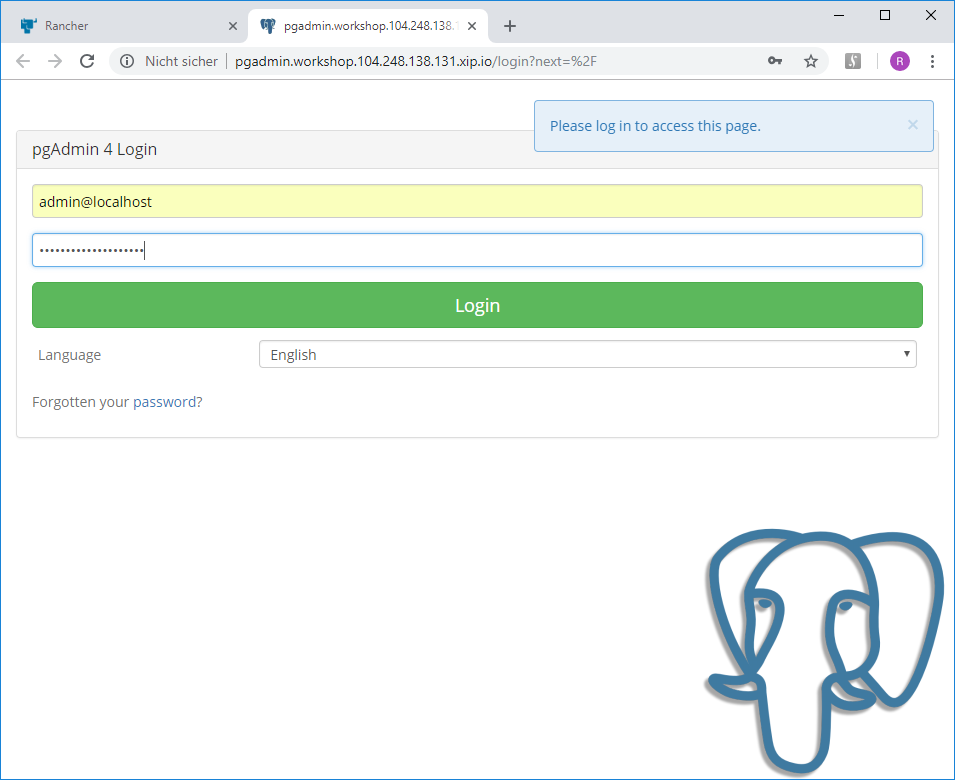 Rancher
pgadmin.workshop.104.248.138.1
Nicht sicher
pgadmin.workshop.104.248.138.131.xip.io/login?next=%2F
R
Please log in to access this page.
pgAdmin 4 Login
admin@localhost
Login
Language
English
Forgotten your password?